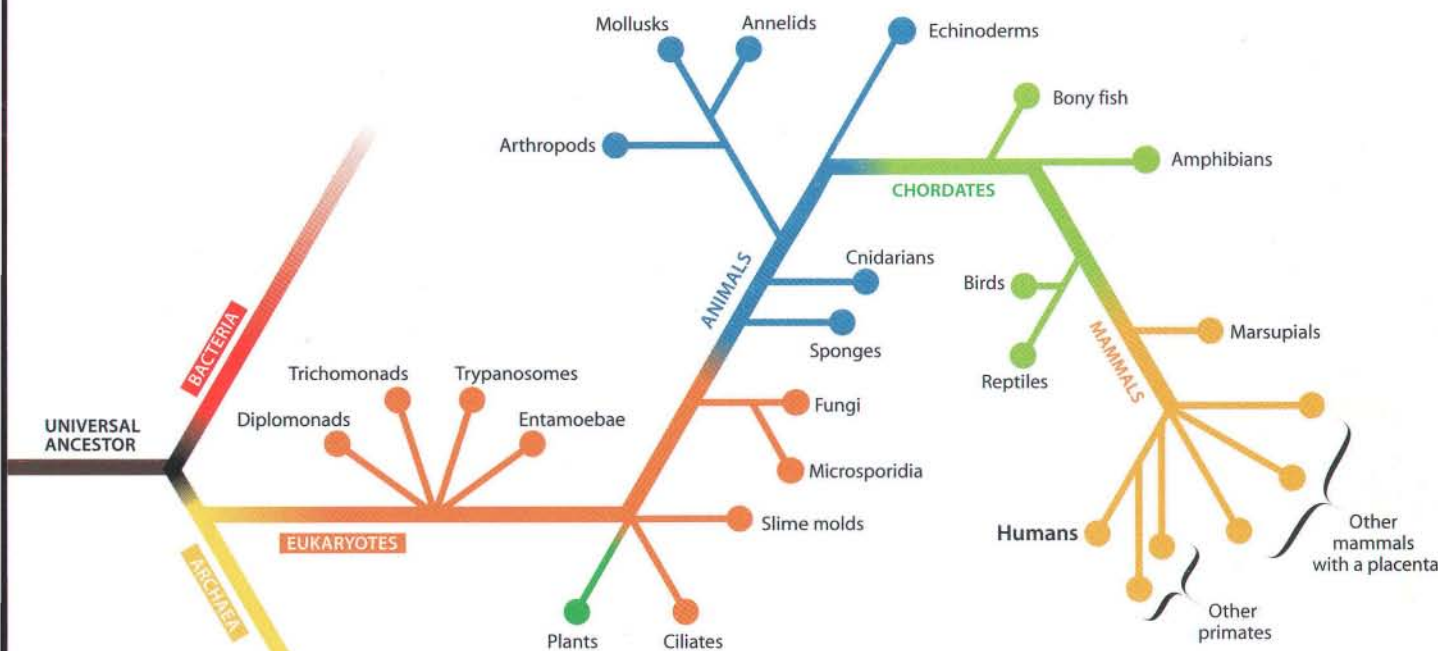 Mollusks
Annelids
Echinoderms
Bony fish
Arthropods
Amphibians
CHORDATES
Cnidarians
ANIMALS
Birds
Sponges
Reptiles
MAMMALS
Marsupials
BACTERIA
Trichomonads
Trypanosomes
Diplomonads
Entamoebae
Fungi
UNIVERSAL
ANCESTOR
Microsporidia
Slime molds
EUKARYOTES
Humans
Other
mammals
with a placenta
ARCHAEA
Plants
Ciliates
Other
primates